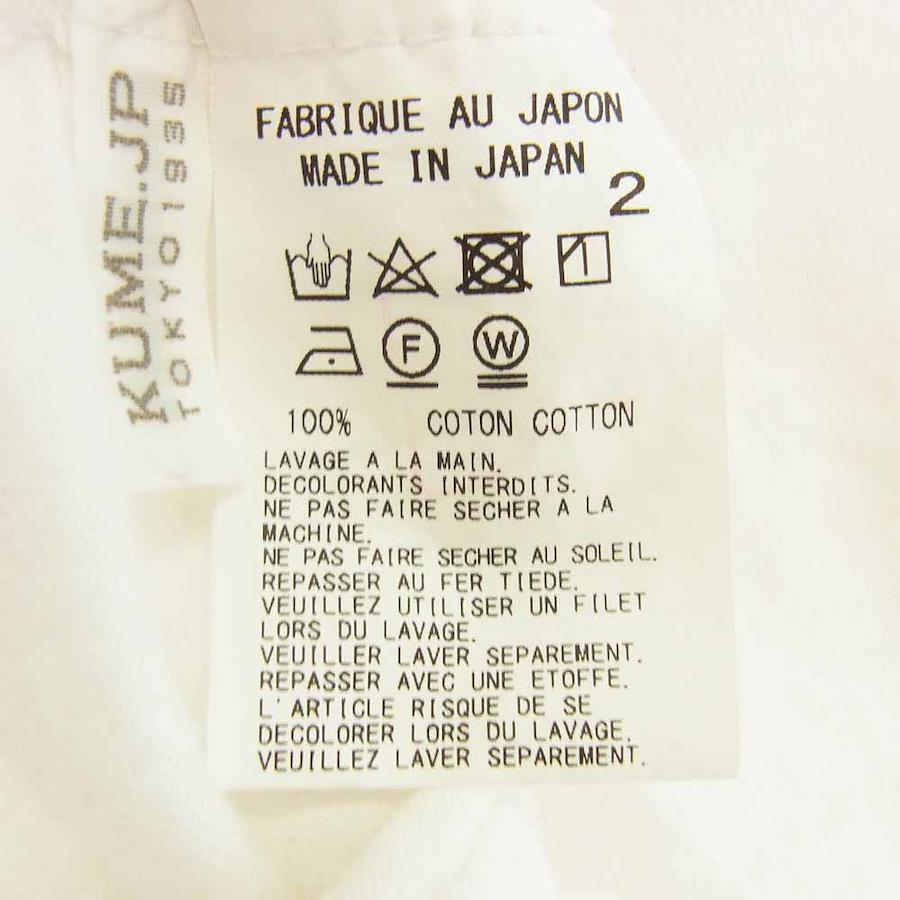 KUME.JP
TOKYO1935
FABRIQUE AU JAPON
MADE IN JAPAN
2
F W
100% COTON COTTON
LAVAGE A LA MAIN.
DECOLORANTS INTERDITS.
NE PAS FAIRE SECHER A LA
MACHINE.
NE PAS FAIRE SECHER AU SOLEIL.
REPASSER AU FER TIEDE.
VEUILLEZ UTILISER UN FILET
LORS DU LAVAGE.
VEUILLER LAVER SEPAREMENT.
REPASSER AVEC UNE ETOFFE.
L'ARTICLE RISQUE DE SE
DECOLORER LORS DU LAVAGE.
VEUILLEZ LAVER SEPAREMENT.